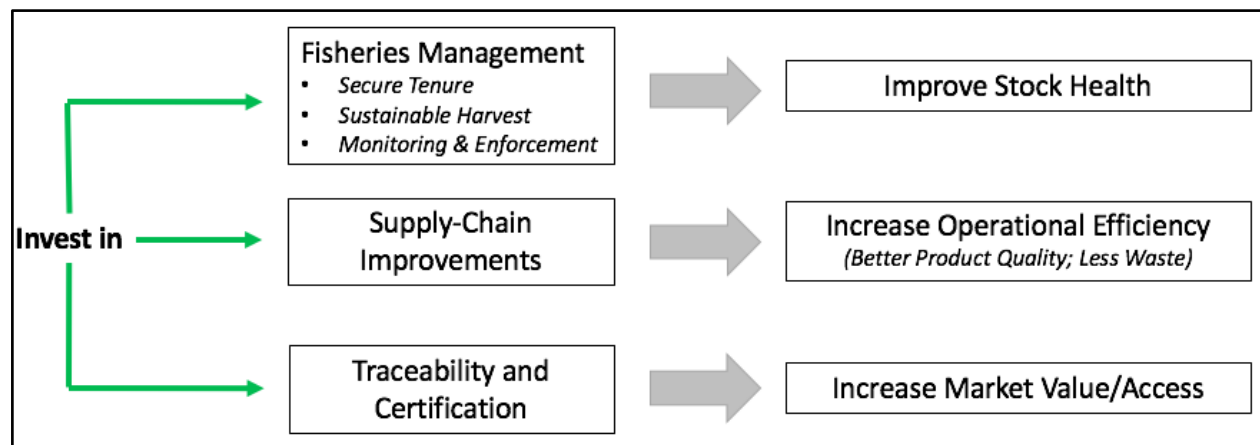 Invest in
Fisheries Management
• Secure Tenure
• Sustainable Harvest
• Monitoring & Enforcement
Improve Stock Health
Supply-Chain
Improvements
Increase Operational Efficiency
(Better Product Quality; Less Waste)
Traceability and
Certification
Increase Market Value/Access